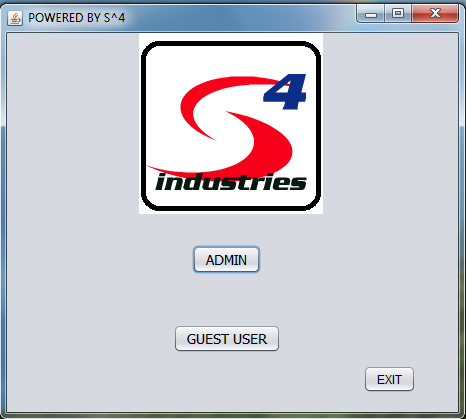 POWERED BY S^4
S 4
industries
ADMIN
GUEST USER
EXIT